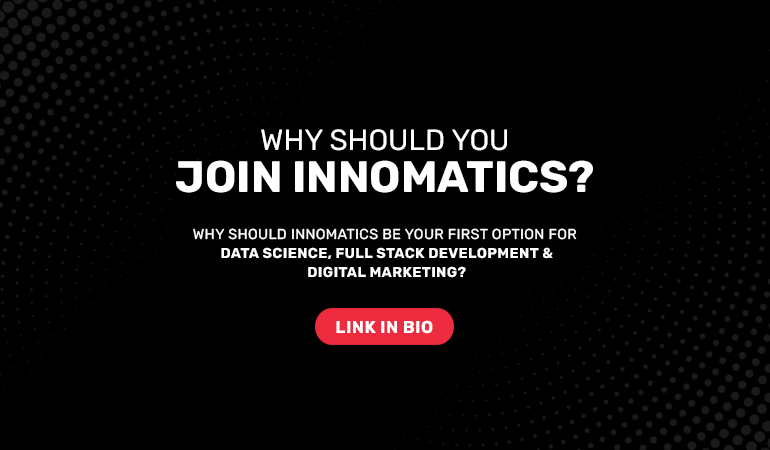 WHY SHOULD YOU
JOIN INNOMATICS?
WHY SHOULD INNOMATICS BE YOUR FIRST OPTION FOR
DATA SCIENCE, FULL STACK DEVELOPMENT &
DIGITAL MARKETING?
LINK IN BIO